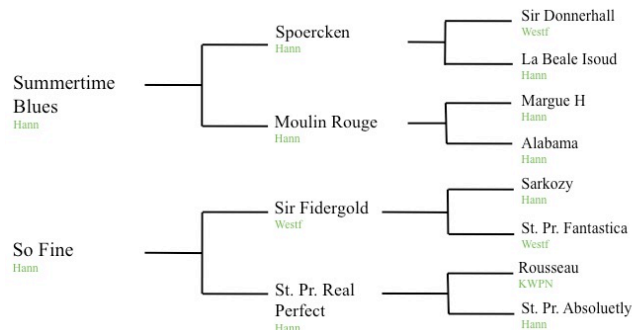 Sir Donnerhall
Westf
Spoercken
Hann
La Beale Isoud
Hann
Summertime
Blues
Hann
Margue H
Hann
Moulin Rouge
Hann
Alabama
Hann
Sarkozy
Hann
Sir Fidergold
Westf
St. Pr. Fantastica
Westf
So Fine
Hann
Rousseau
KWPN
St. Pr. Real
Perfect
Hann
St. Pr. Absoluetly
Hann